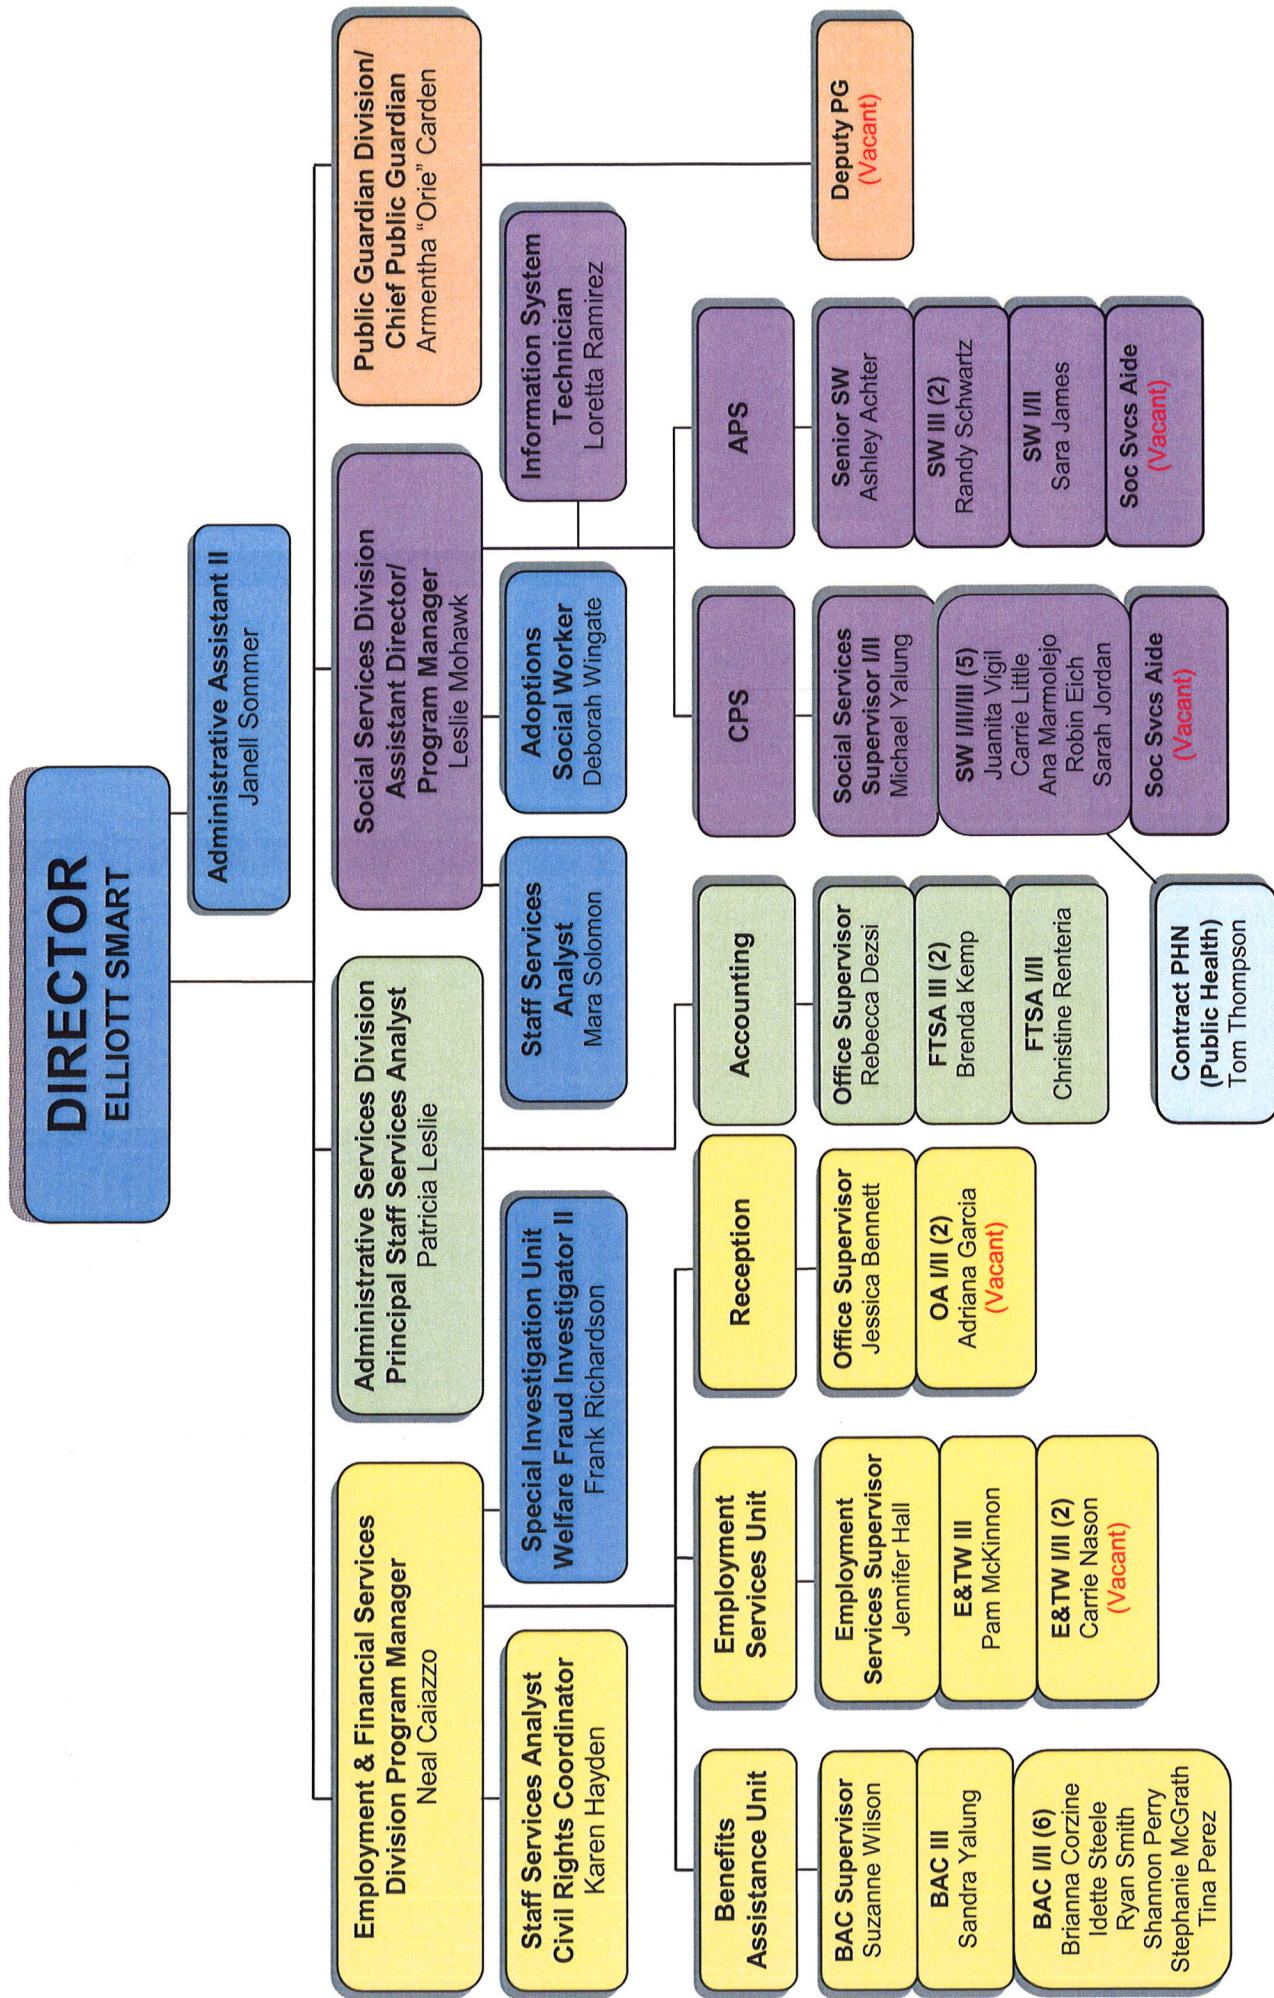 DIRECTOR
ELLIOTT SMART
Administrative Assistant II
Janell Sommer
Employment & Financial Services
Division Program Manager
Neal Caiazzo
Administrative Services Division
Principal Staff Services Analyst
Patricia Leslie
Social Services Division
Assistant Director/
Program Manager
Leslie Mohawk
Public Guardian Division/
Chief Public Guardian
Armentha “Orie” Carden
Staff Services Analyst
Civil Rights Coordinator
Karen Hayden
Special Investigation Unit
Welfare Fraud Investigator II
Frank Richardson
Staff Services
Analyst
Mara Solomon
Adoptions
Social Worker
Deborah Wingate
Information System
Technician
Loretta Ramirez
Benefits
Assistance Unit
BAC Supervisor
Suzanne Wilson
BAC III
Sandra Yalung
BAC I/II (6)
Brianna Corzine
Idette Steele
Ryan Smith
Shannon Perry
Stephanie McGrath
Tina Perez
Employment
Services Unit
Employment
Services Supervisor
Jennifer Hall
E&TW III
Pam McKinnon
E&TW I/II (2)
Carrie Nason
(Vacant)
Reception
Office Supervisor
Jessica Bennett
OA I/II (2)
Adriana Garcia
(Vacant)
Accounting
Office Supervisor
Rebecca Dezsi
FTSA III (2)
Brenda Kemp
FTSA I/II
Christine Renteria
CPS
Social Services
Supervisor I/II
Michael Yalung
SW I/II/III (5)
Juanita Vigil
Carrie Little
Ana Marmolejo
Robin Eich
Sarah Jordan
Soc Svcs Aide
(Vacant)
Contract PHN
(Public Health)
Tom Thompson
APS
Senior SW
Ashley Achter
SW III (2)
Randy Schwartz
SW I/II
Sara James
Soc Svcs Aide
(Vacant)
Deputy PG
(Vacant)